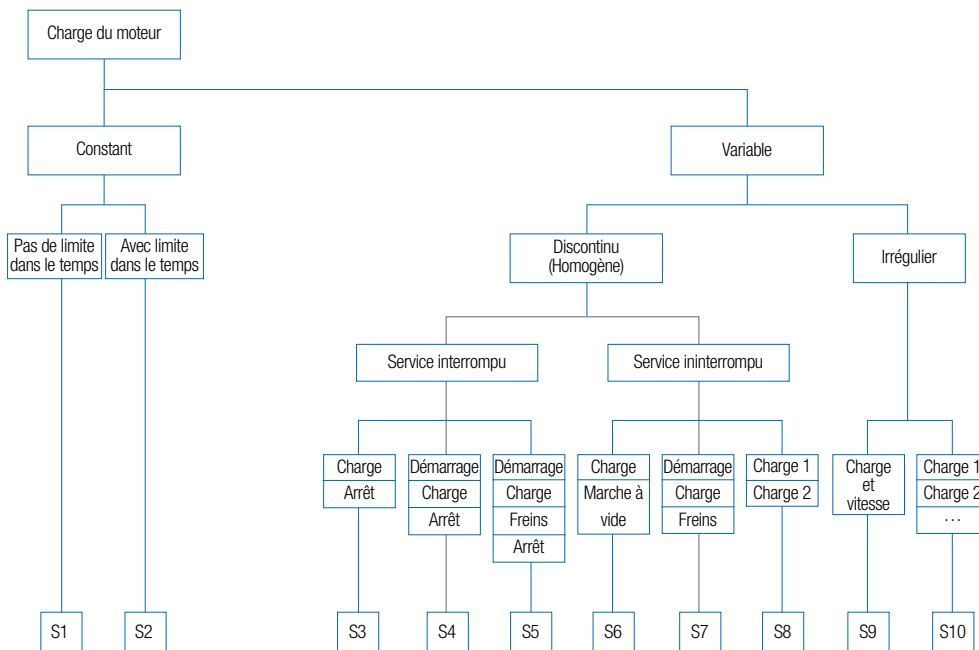 Charge du moteur
Constant
Variable
Pas de limite
dans le temps
Avec limite
dans le temps
Discontinu
(Homogène)
Irrégulier
Service interrompu
Service ininterrompu
Charge
Arrêt
Démarrage
Charge
Arrêt
Démarrage
Charge
Freins
Arrêt
Charge
Marche à
vide
Démarrage
Charge
Freins
Charge 1
Charge 2
Charge
et
vitesse
Charge 1
Charge 2
...
S1
S2
S3
S4
S5
S6
S7
S8
S9
S10